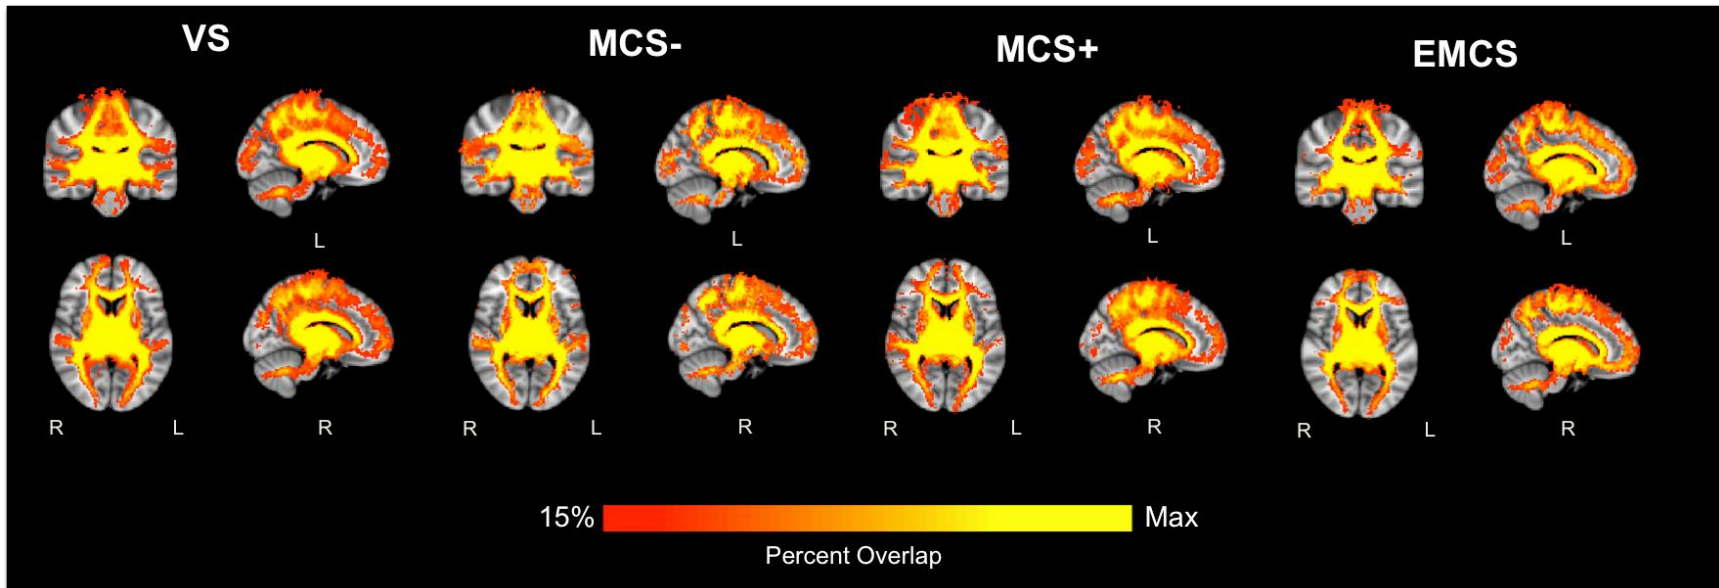 VS
MCS-
MCS+
EMCS
L
L
L
L
R L
R
R L
R
R L
R
R L
R
15% Max
Percent Overlap